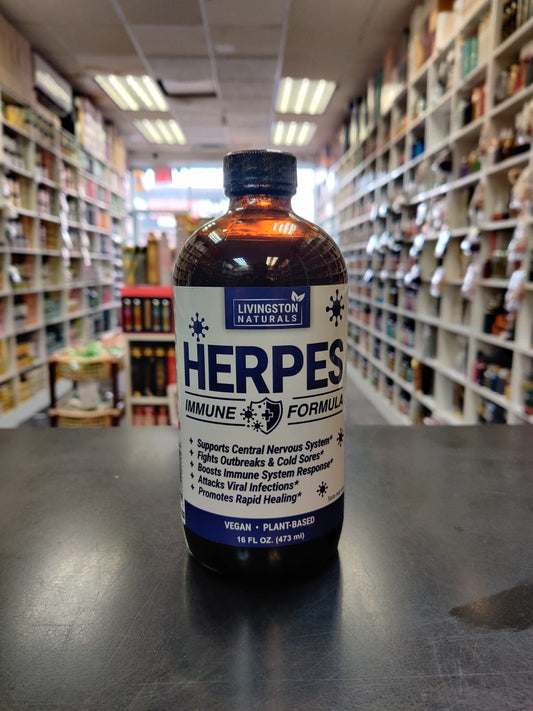 LIVINGSTON
NATURALS
HERPES
IMMUNE FORMULA
Supports Central Nervous System*
Fights Outbreaks & Cold Sores*
Boosts Immune System Response*
Attacks Viral Infections*
Promotes Rapid Healing*
VEGAN • PLANT-BASED
16 FL. OZ. (473 ml)